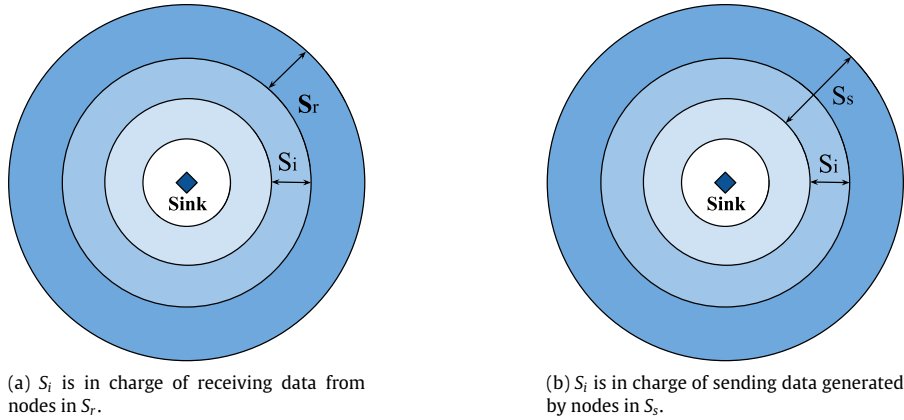 Sr
Si
Sink
Ss
Si
Sink
(a) Si is in charge of receiving data from
nodes in Sr.
(b) Si is in charge of sending data generated
by nodes in Ss.